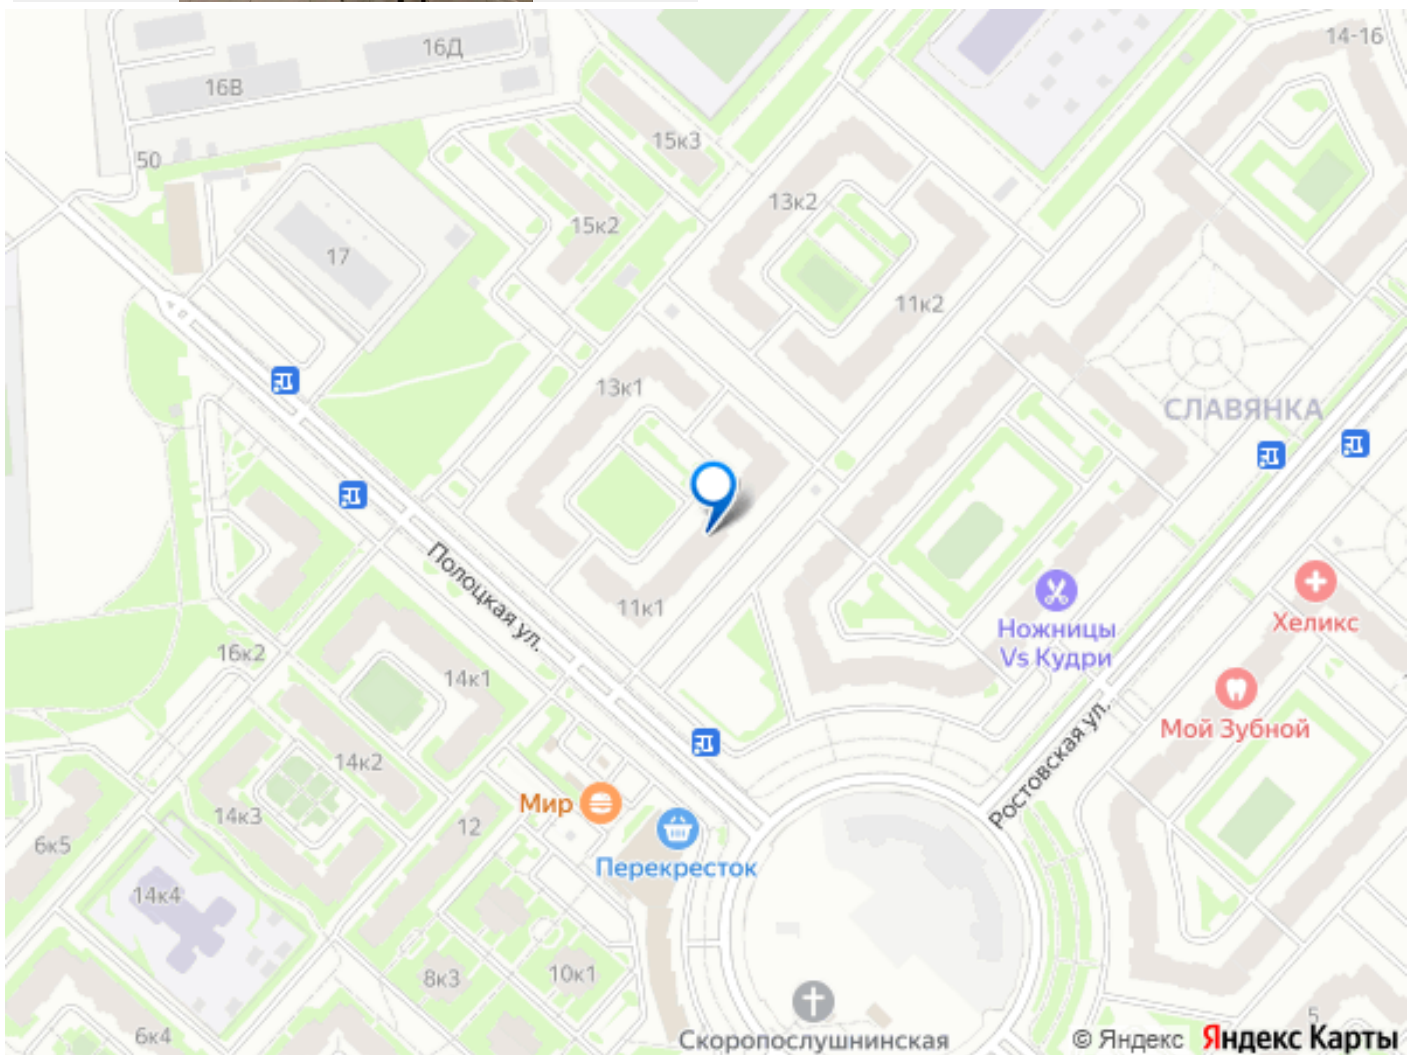 16Д
14-16
16В
15к3
50
13к2
15к2
17
11к2
13к1
СЛАВЯНКА
Полоцкая ул.
11к1
Ножницы
Vs Кудри
Хеликс
16к2
14к1
Мой Зубной
Ростовская ул.
14к2
Мир
14к3
12
6к5
Перекресток
14к4
8к3
10к1
5
6к4
Скоропослушнинская
© Яндекс Яндекс Карты